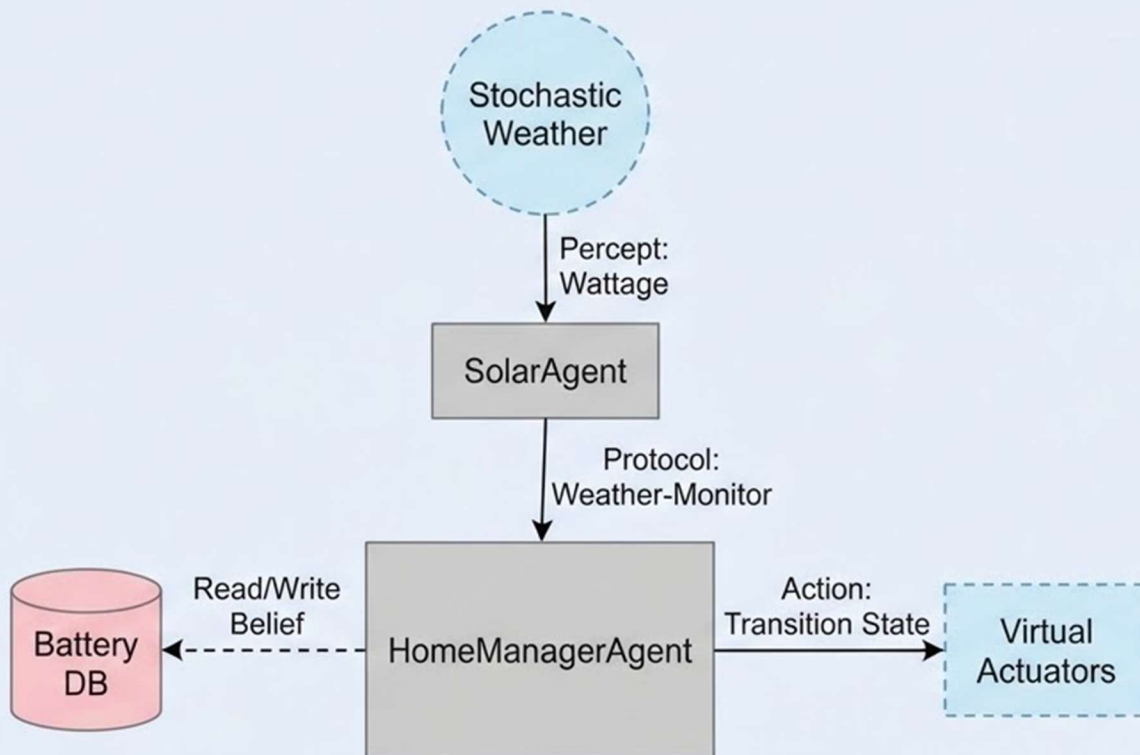 Stochastic
Weather
Percept:
Wattage
SolarAgent
Protocol:
Weather-Monitor
Read/Write
Belief
Action:
Transition State
Battery
DB
HomeManagerAgent
Virtual
Actuators